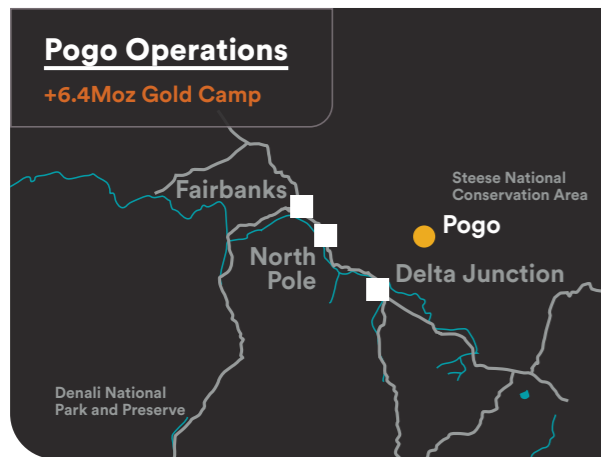 Pogo Operations
+6.4Moz Gold Camp
Steese National
Conservation Area
Fairbanks
Pogo
North
Pole
Delta Junction
Denali National
Park and Preserve